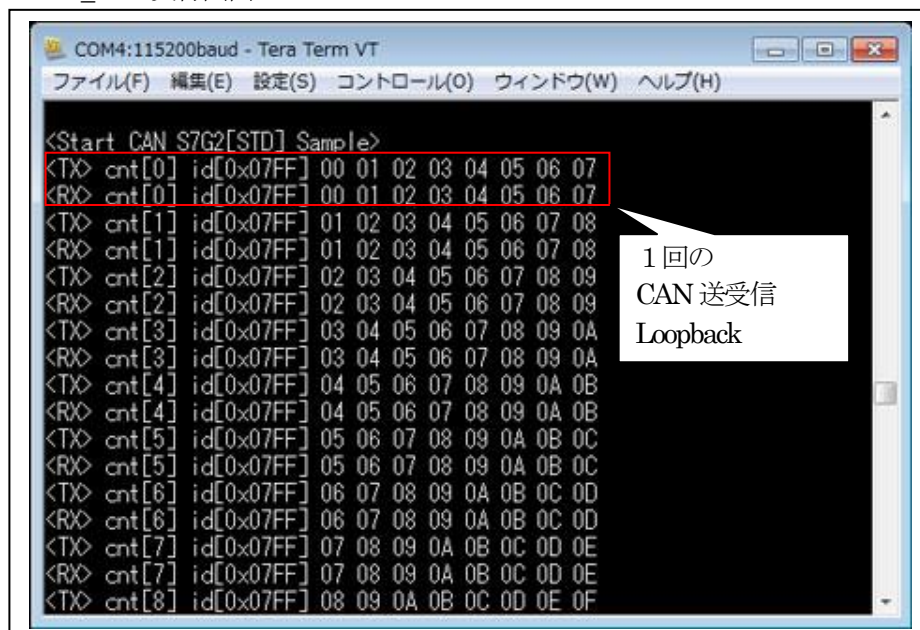 COM4:115200baud - Tera Term VT
ファイル(F) 編集(E) 設定(S) コントロール(O) ウィンドウ(W) ヘルプ(H)
<Start CAN S7G2[STD] Sample>
<TX> cnt[0] id[0x07FF] 00 01 02 03 04 05 06 07
<RX> cnt[0] id[0x07FF] 00 01 02 03 04 05 06 07
<TX> cnt[1] id[0x07FF] 01 02 03 04 05 06 07 08
<RX> cnt[1] id[0x07FF] 01 02 03 04 05 06 07 08
<TX> cnt[2] id[0x07FF] 02 03 04 05 06 07 08 09
<RX> cnt[2] id[0x07FF] 02 03 04 05 06 07 08 09
<TX> cnt[3] id[0x07FF] 03 04 05 06 07 08 09 0A
<RX> cnt[3] id[0x07FF] 03 04 05 06 07 08 09 0A
<TX> cnt[4] id[0x07FF] 04 05 06 07 08 09 0A 0B
<RX> cnt[4] id[0x07FF] 04 05 06 07 08 09 0A 0B
<TX> cnt[5] id[0x07FF] 05 06 07 08 09 0A 0B 0C
<RX> cnt[5] id[0x07FF] 05 06 07 08 09 0A 0B 0C
<TX> cnt[6] id[0x07FF] 06 07 08 09 0A 0B 0C 0D
<RX> cnt[6] id[0x07FF] 06 07 08 09 0A 0B 0C 0D
<TX> cnt[7] id[0x07FF] 07 08 09 0A 0B 0C 0D 0E
<RX> cnt[7] id[0x07FF] 07 08 09 0A 0B 0C 0D 0E
<TX> cnt[8] id[0x07FF] 08 09 0A 0B 0C 0D 0E 0F
１回の
CAN 送受信
Loopback